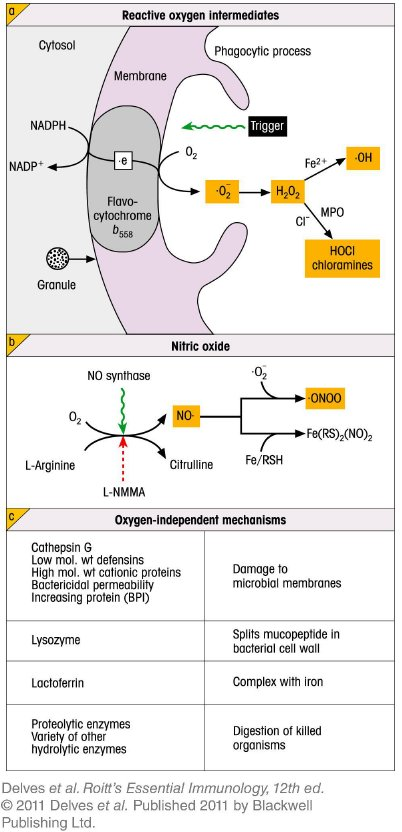 a
Reactive oxygen intermediates
Cytosol
Membrane
Phagocytic process
NADPH
NADP+
·e
O2
Trigger
Flavo-
cytochrome
b558
·O2−
H2O2
Fe2+
·OH
Cl−
MPO
HOCl
chloramines
Granule
b
Nitric oxide
NO synthase
O2
L-Arginine
NO·
Citrulline
L-NMMA
·O2−
·ONOO
Fe(RS)2(NO)2
Fe/RSH
c
Oxygen-independent mechanisms
Cathepsin G
Low mol. wt defensins
High mol. wt cationic proteins
Bactericidal permeability
Increasing protein (BPI)
Damage to
microbial membranes
Lysozyme
Splits mucopeptide in
bacterial cell wall
Lactoferrin
Complex with iron
Proteolytic enzymes
Variety of other
hydrolytic enzymes
Digestion of killed
organisms
Delves et al. Roitt's Essential Immunology, 12th ed.
© 2011 Delves et al. Published 2011 by Blackwell
Publishing Ltd.